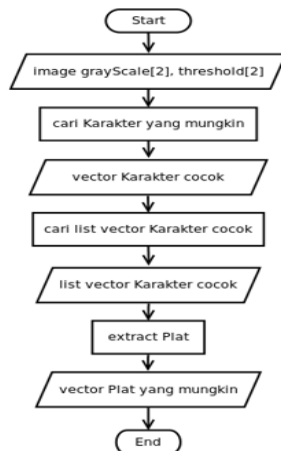 Start
image grayScale[2], threshold[2]
cari Karakter yang mungkin
vector Karakter cocok
cari list vector Karakter cocok
list vector Karakter cocok
extract Plat
vector Plat yang mungkin
End